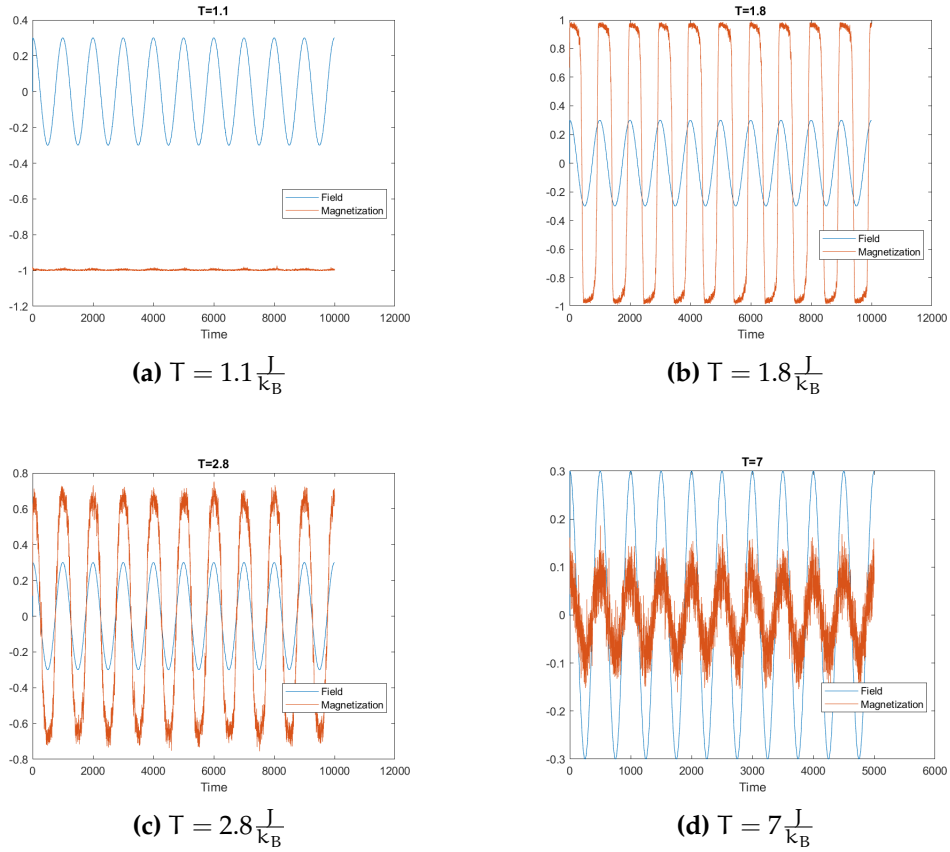 T=1.1
0.4
0.2
0
-0.2
-0.4
-0.6
-0.8
-1
-1.2
0 2000 4000 6000 8000 10000 12000
Time
Field
Magnetization
(a) T = 1.1 J/k_B
T=1.8
1
0.8
0.6
0.4
0.2
0
-0.2
-0.4
-0.6
-0.8
-1
0 2000 4000 6000 8000 10000 12000
Time
Field
Magnetization
(b) T = 1.8 J/k_B
T=2.8
0.8
0.6
0.4
0.2
0
-0.2
-0.4
-0.6
-0.8
0 2000 4000 6000 8000 10000 12000
Time
Field
Magnetization
(c) T = 2.8 J/k_B
T=7
0.3
0.2
0.1
0
-0.1
-0.2
-0.3
0 1000 2000 3000 4000 5000 6000
Time
Field
Magnetization
(d) T = 7 J/k_B